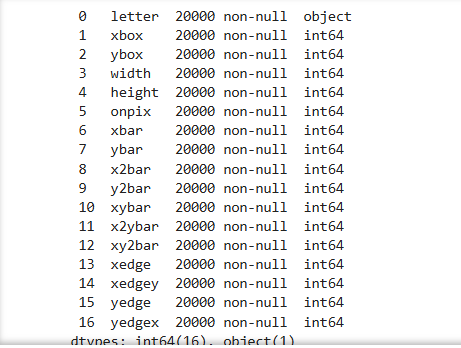 0 letter 20000 non-null object
1 xbox 20000 non-null int64
2 ybox 20000 non-null int64
3 width 20000 non-null int64
4 height 20000 non-null int64
5 onpix 20000 non-null int64
6 xbar 20000 non-null int64
7 ybar 20000 non-null int64
8 x2bar 20000 non-null int64
9 y2bar 20000 non-null int64
10 xybar 20000 non-null int64
11 x2ybar 20000 non-null int64
12 xy2bar 20000 non-null int64
13 xedge 20000 non-null int64
14 xedgey 20000 non-null int64
15 yedge 20000 non-null int64
16 yedgex 20000 non-null int64
dtypes: int64(16), object(1)